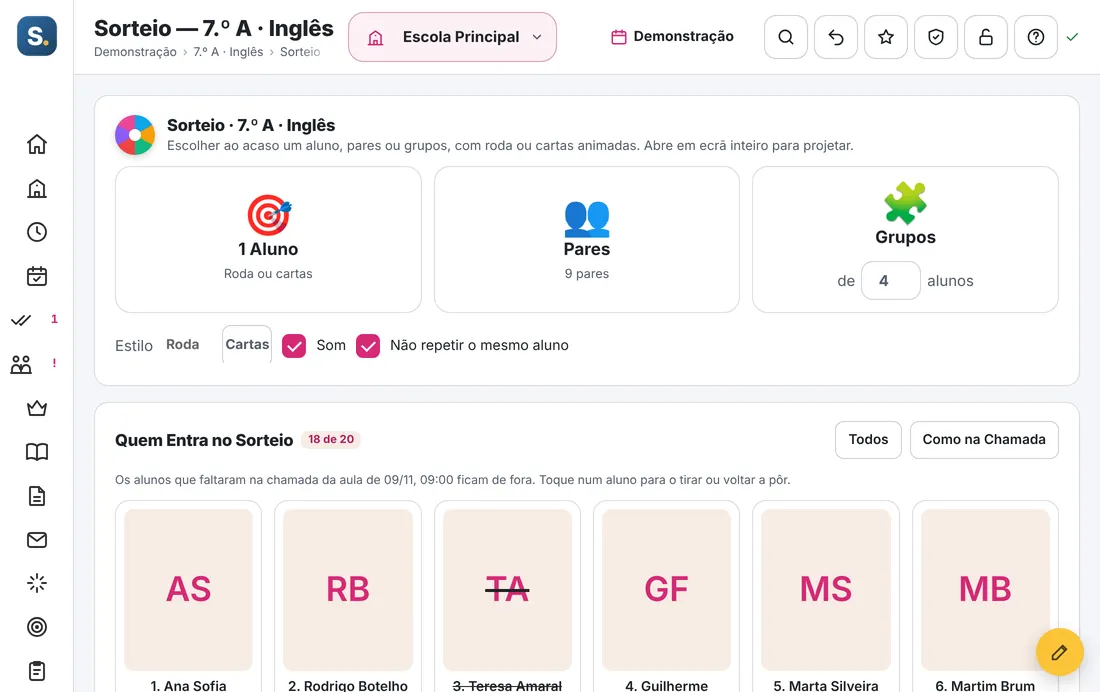 S.
Sorteio — 7.º A · Inglês
Demonstração › 7.º A · Inglês › Sorteio
Escola Principal
Demonstração
1
!
Sorteio · 7.º A · Inglês
Escolher ao acaso um aluno, pares ou grupos, com roda ou cartas animadas. Abre em ecrã inteiro para projetar.
1 Aluno
Roda ou cartas
Pares
9 pares
Grupos
de 4 alunos
Estilo Roda Cartas Som Não repetir o mesmo aluno
Quem Entra no Sorteio 18 de 20
Todos Como na Chamada
Os alunos que faltaram na chamada da aula de 09/11, 09:00 ficam de fora. Toque num aluno para o tirar ou voltar a pôr.
AS RB TA GF MS MB
1. Ana Sofia 2. Rodrigo Botelho 3. Teresa Amaral 4. Guilherme 5. Marta Silveira 6. Martim Brum